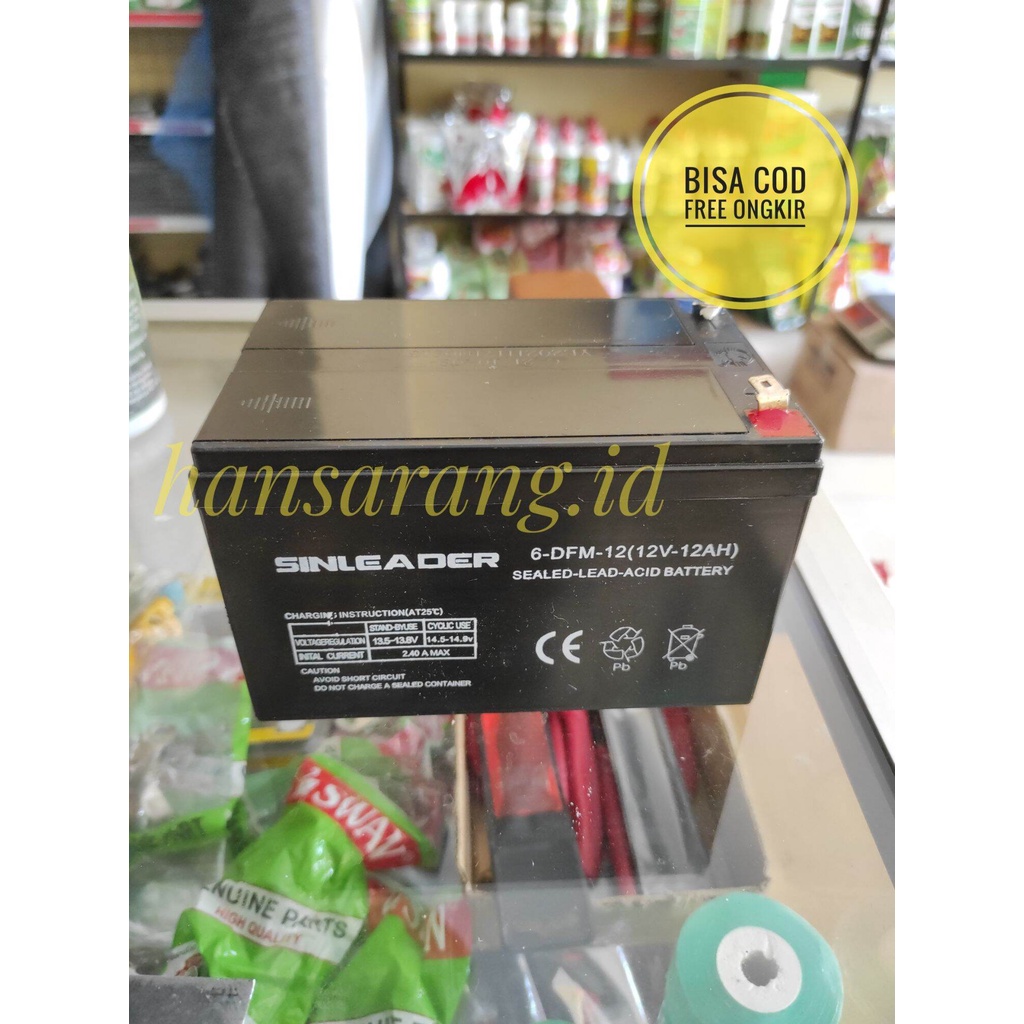 BISA COD
FREE ONGKIR
hansarang.id
SINLEADER
6-DFM-12(12V-12AH)
SEALED-LEAD-ACID BATTERY
CHARGING INSTRUCTION(AT25℃)
STAND-BYUSE CYCLIC USE
VOLTAGEREGULATION 13.5-13.8V 14.5-14.9v
INITAL CURRENT 2.40 A MAX
CAUTION
AVOID SHORT CIRCUIT
DO NOT CHARGE A SEALED CONTAINER
CE
Pb
Pb
SWAN
NUINE PARTS
HIGH QUALITY